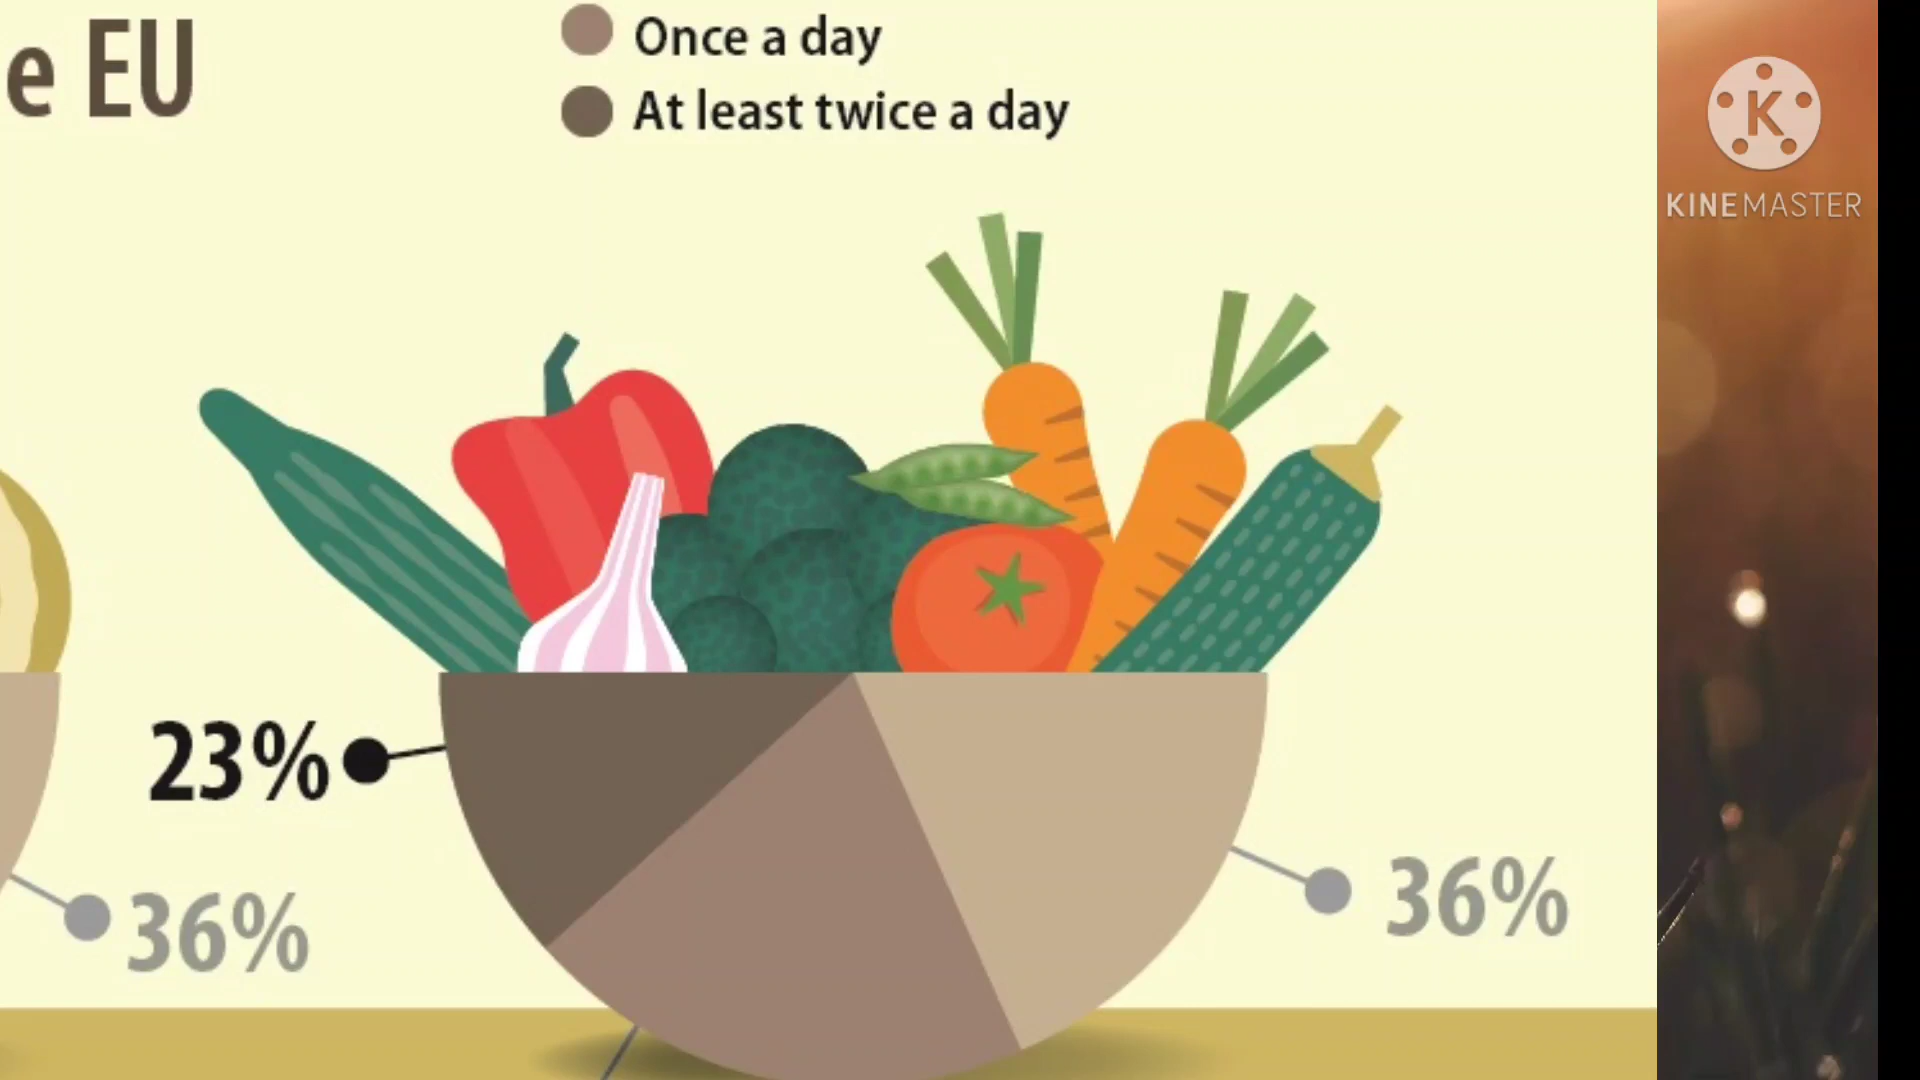 e EU
Once a day
At least twice a day
K
KINEMASTER
23%
36%
36%